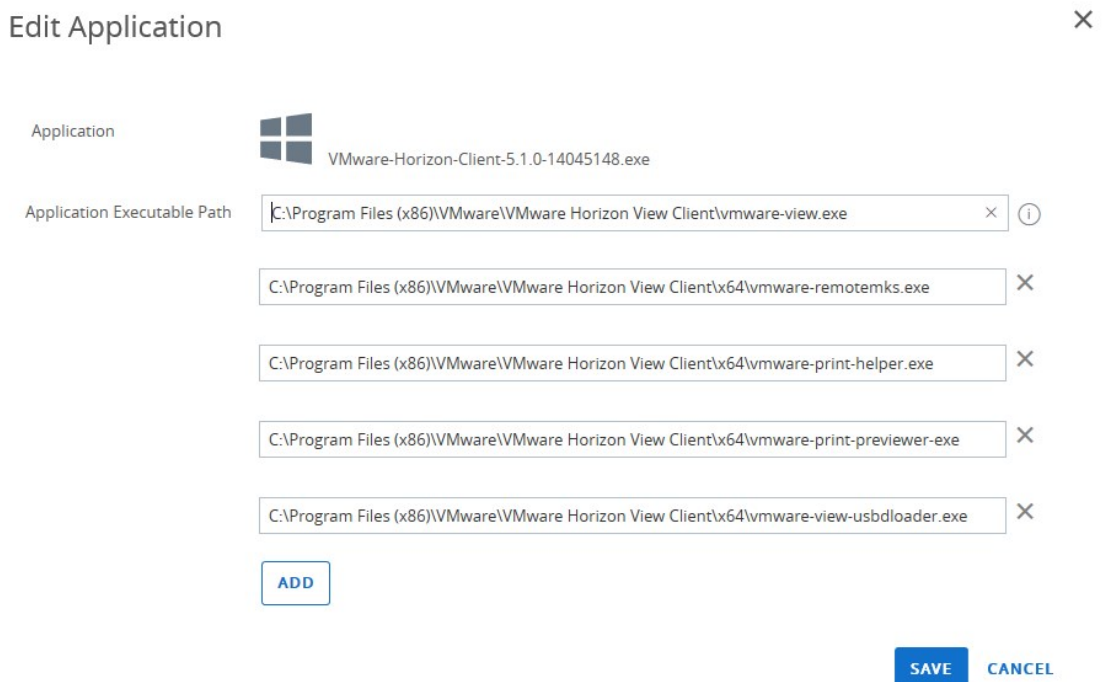 Edit Application
Application
VMware-Horizon-Client-5.1.0-14045148.exe
Application Executable Path
C:\Program Files (x86)\VMware\VMware Horizon View Client\vmware-view.exe
C:\Program Files (x86)\VMware\VMware Horizon View Client\x64\vmware-remotemks.exe
C:\Program Files (x86)\VMware\VMware Horizon View Client\x64\vmware-print-helper.exe
C:\Program Files (x86)\VMware\VMware Horizon View Client\x64\vmware-print-previewer-exe
C:\Program Files (x86)\VMware\VMware Horizon View Client\x64\vmware-view-usbdloader.exe
ADD
SAVE CANCEL